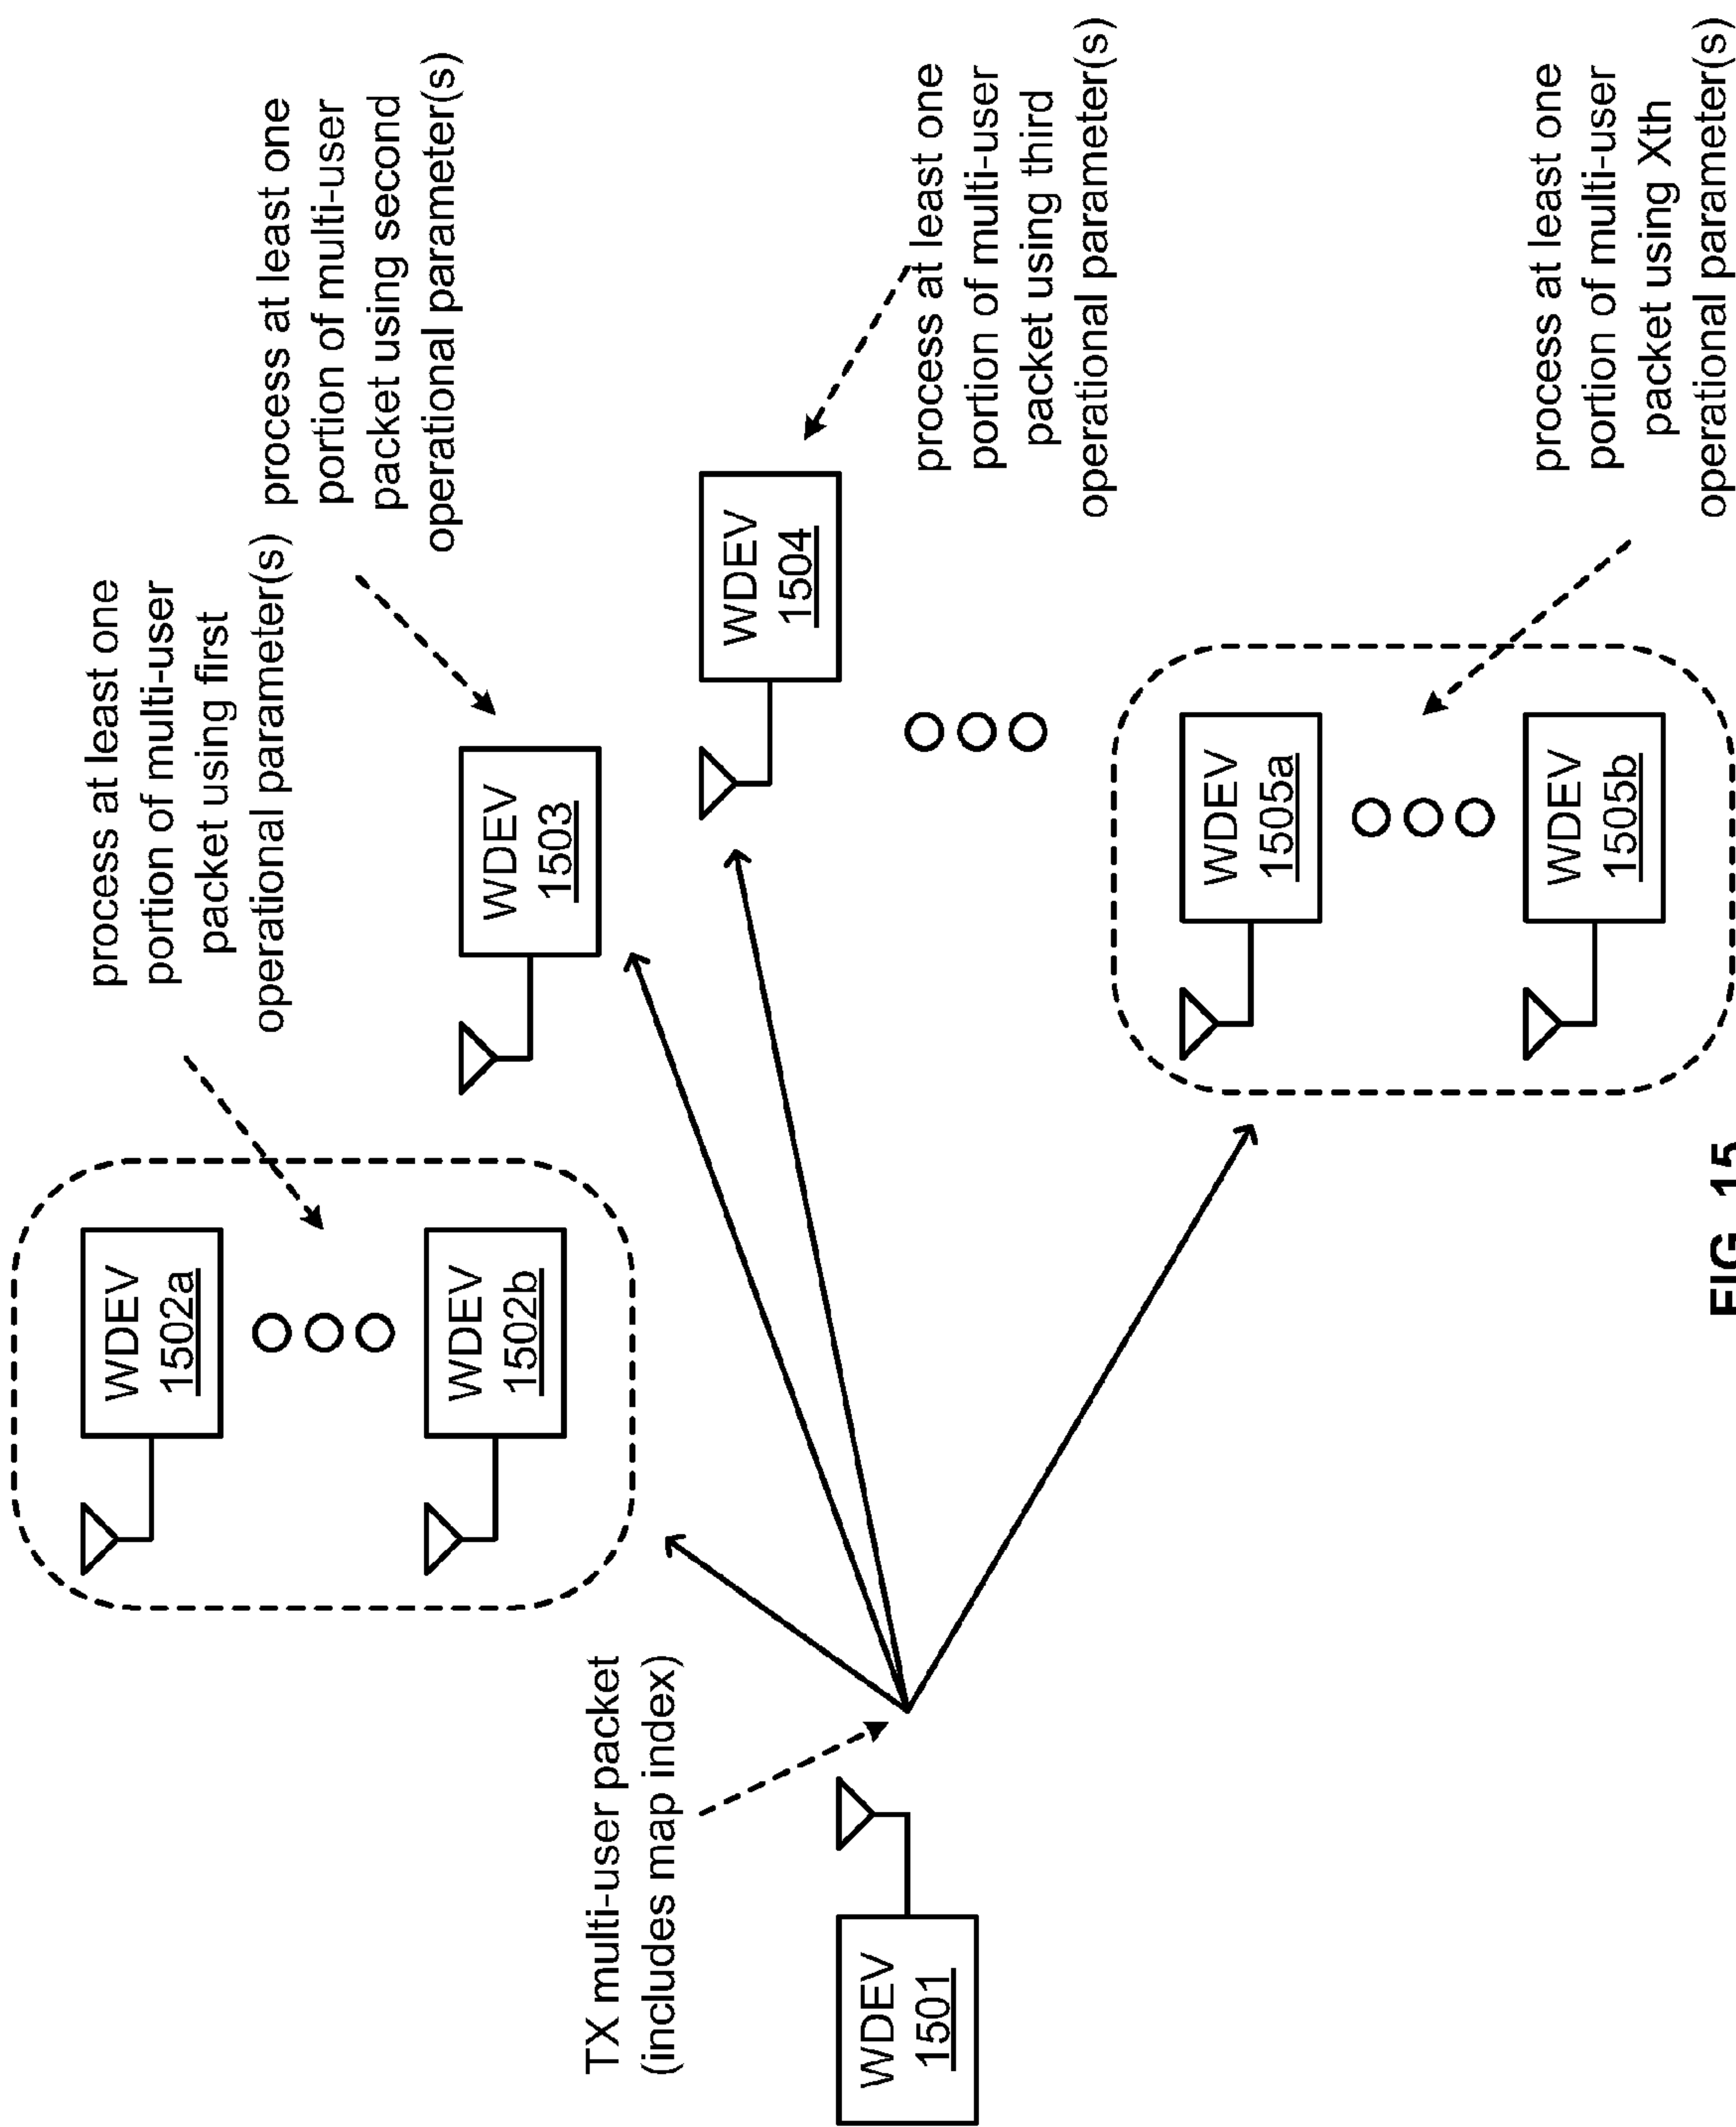 process at least one
portion of multi-user
packet using first
operational parameter(s)
process at least one
portion of multi-user
packet using second
operational parameter(s)
WDEV
1502a
WDEV
1502b
WDEV
1503
WDEV
1504
process at least one
portion of multi-user
packet using third
operational parameter(s)
TX multi-user packet
(includes map index)
WDEV
1501
WDEV
1505a
WDEV
1505b
process at least one
portion of multi-user
packet using Xth
operational parameter(s)
FIG. 15